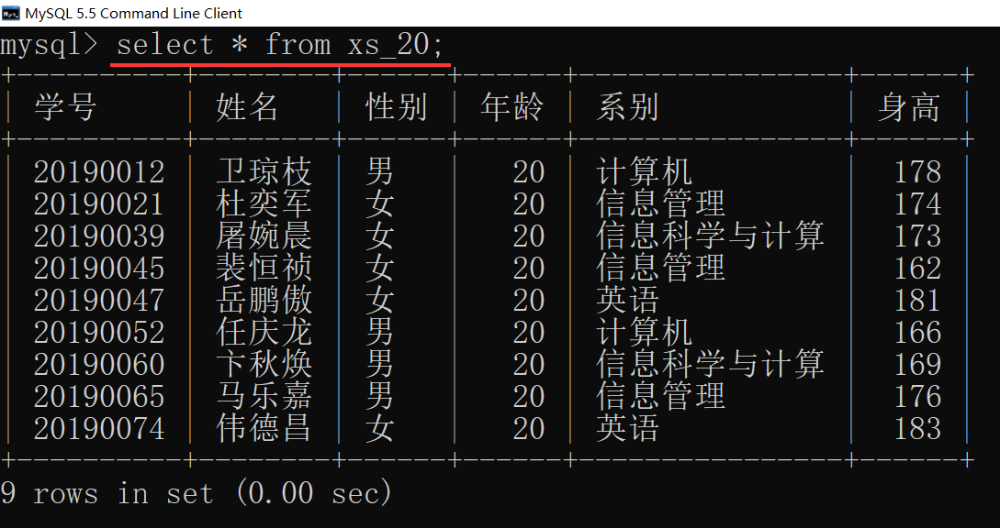 MySQL 5.5 Command Line Client
mysql> select * from xs_20;
+----------+--------+------+------+----------------+------+
| 学号 | 姓名 | 性别 | 年龄 | 系别 | 身高 |
+----------+--------+------+------+----------------+------+
| 20190012 | 卫琼枝 | 男 | 20 | 计算机 | 178 |
| 20190021 | 杜奕军 | 女 | 20 | 信息管理 | 174 |
| 20190039 | 屠婉晨 | 女 | 20 | 信息科学与计算 | 173 |
| 20190045 | 裴恒祯 | 女 | 20 | 信息管理 | 162 |
| 20190047 | 岳鹏傲 | 女 | 20 | 英语 | 181 |
| 20190052 | 任庆龙 | 男 | 20 | 计算机 | 166 |
| 20190060 | 卞秋焕 | 男 | 20 | 信息科学与计算 | 169 |
| 20190065 | 马乐嘉 | 男 | 20 | 信息管理 | 176 |
| 20190074 | 伟德昌 | 女 | 20 | 英语 | 183 |
+----------+--------+------+------+----------------+------+
9 rows in set (0.00 sec)